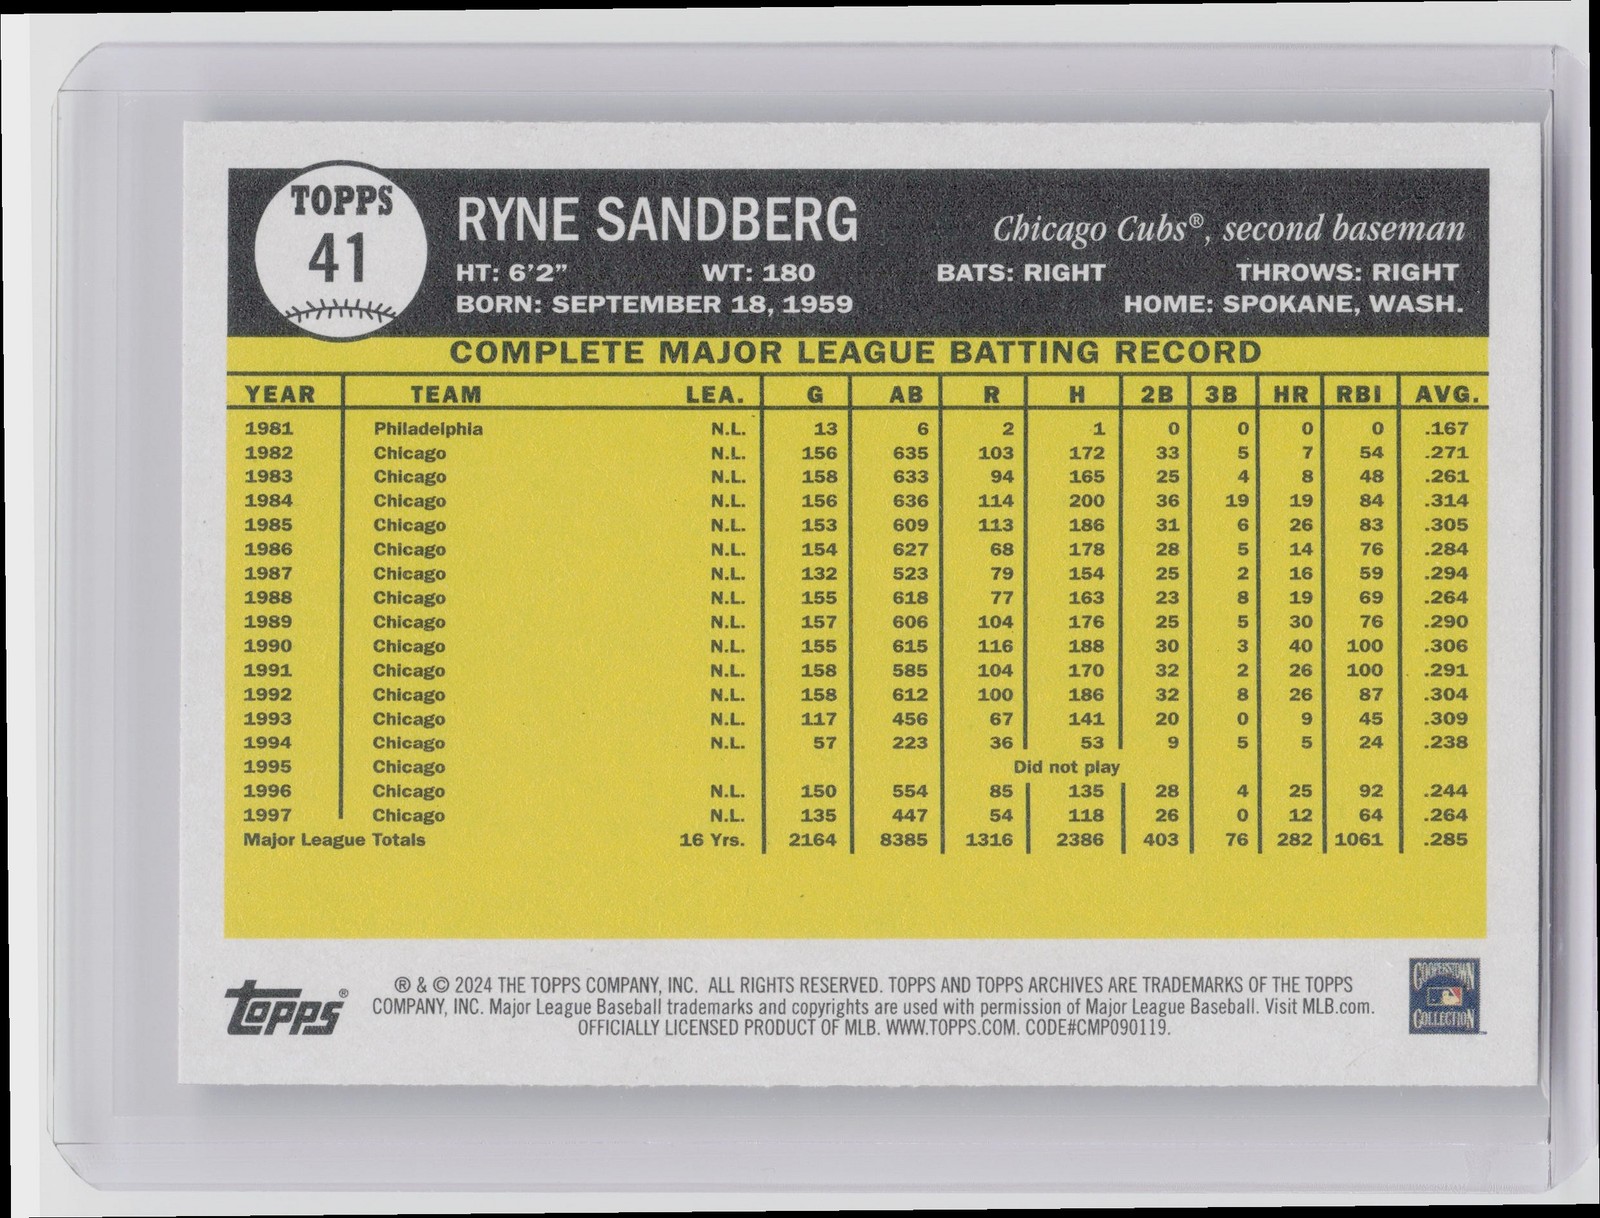 TOPPS
41
RYNE SANDBERG
Chicago Cubs®, second baseman
HT: 6'2" WT: 180 BATS: RIGHT THROWS: RIGHT
BORN: SEPTEMBER 18, 1959 HOME: SPOKANE, WASH.
COMPLETE MAJOR LEAGUE BATTING RECORD
YEAR TEAM LEA. G AB R H 2B 3B HR RBI AVG.
1981 Philadelphia N.L. 13 6 2 1 0 0 0 0 .167
1982 Chicago N.L. 156 635 103 172 33 5 7 54 .271
1983 Chicago N.L. 158 633 94 165 25 4 8 48 .261
1984 Chicago N.L. 156 636 114 200 36 19 19 84 .314
1985 Chicago N.L. 153 609 113 186 31 6 26 83 .305
1986 Chicago N.L. 154 627 68 178 28 5 14 76 .284
1987 Chicago N.L. 132 523 79 154 25 2 16 59 .294
1988 Chicago N.L. 155 618 77 163 23 8 19 69 .264
1989 Chicago N.L. 157 606 104 176 25 5 30 76 .290
1990 Chicago N.L. 155 615 116 188 30 3 40 100 .306
1991 Chicago N.L. 158 585 104 170 32 2 26 100 .291
1992 Chicago N.L. 158 612 100 186 32 8 26 87 .304
1993 Chicago N.L. 117 456 67 141 20 0 9 45 .309
1994 Chicago N.L. 57 223 36 53 9 5 5 24 .238
1995 Chicago Did not play
1996 Chicago N.L. 150 554 85 135 28 4 25 92 .244
1997 Chicago N.L. 135 447 54 118 26 0 12 64 .264
Major League Totals 16 Yrs. 2164 8385 1316 2386 403 76 282 1061 .285
topps®
® & © 2024 THE TOPPS COMPANY, INC. ALL RIGHTS RESERVED. TOPPS AND TOPPS ARCHIVES ARE TRADEMARKS OF THE TOPPS
COMPANY, INC. Major League Baseball trademarks and copyrights are used with permission of Major League Baseball. Visit MLB.com.
OFFICIALLY LICENSED PRODUCT OF MLB. WWW.TOPPS.COM. CODE#CMP090119.
COOPERSTOWN
COLLECTION